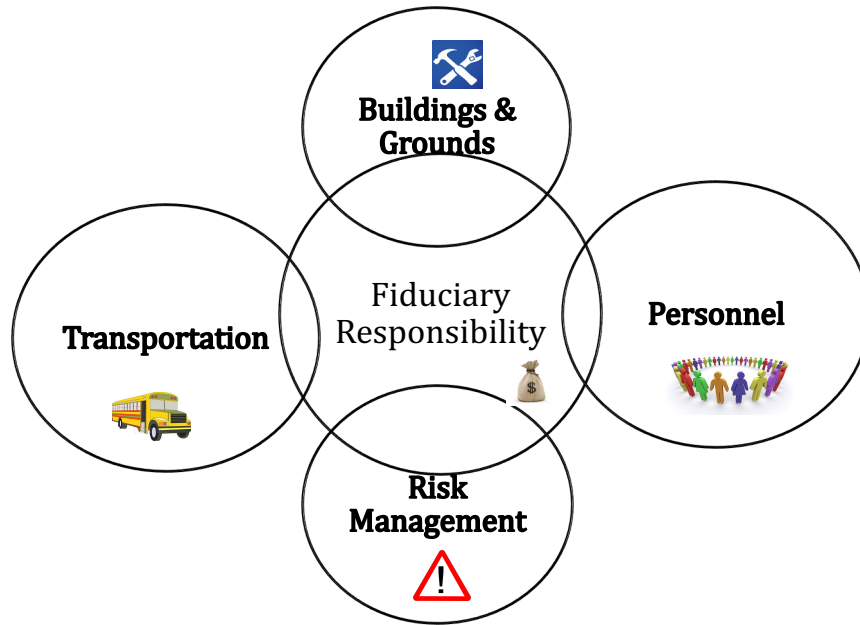 Buildings &
Grounds
Fiduciary
Responsibility
Transportation
Personnel
$
Risk
Management
!